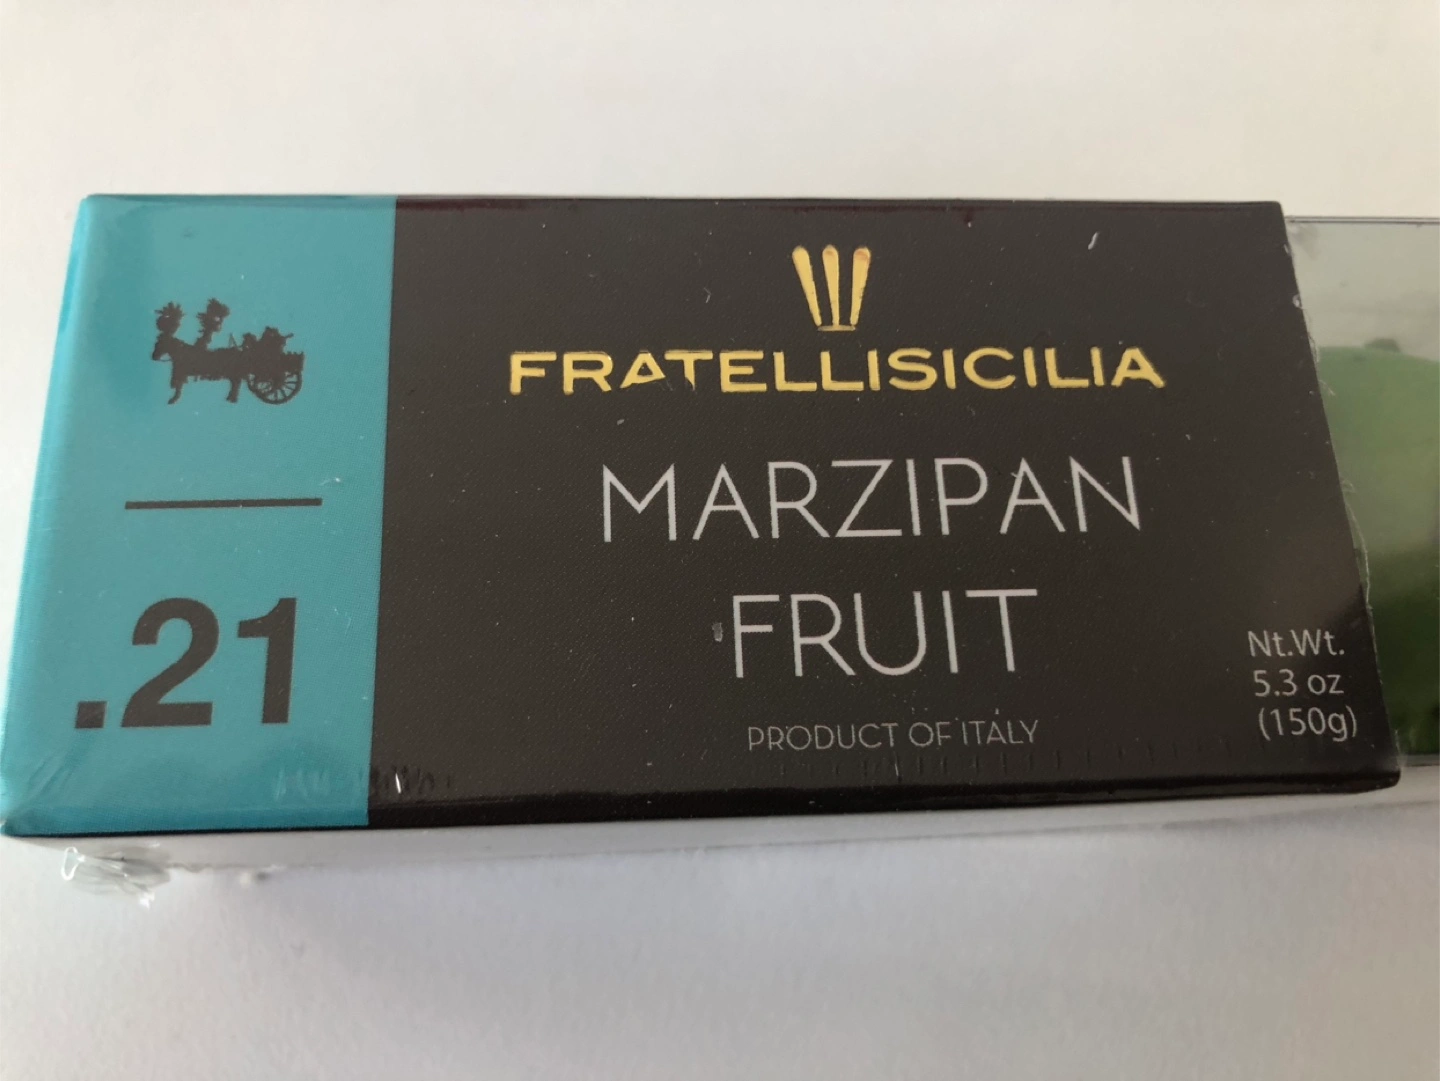 .21
FRATELLISICILIA
MARZIPAN
FRUIT
PRODUCT OF ITALY
Nt.Wt.
5.3 oz
(150g)